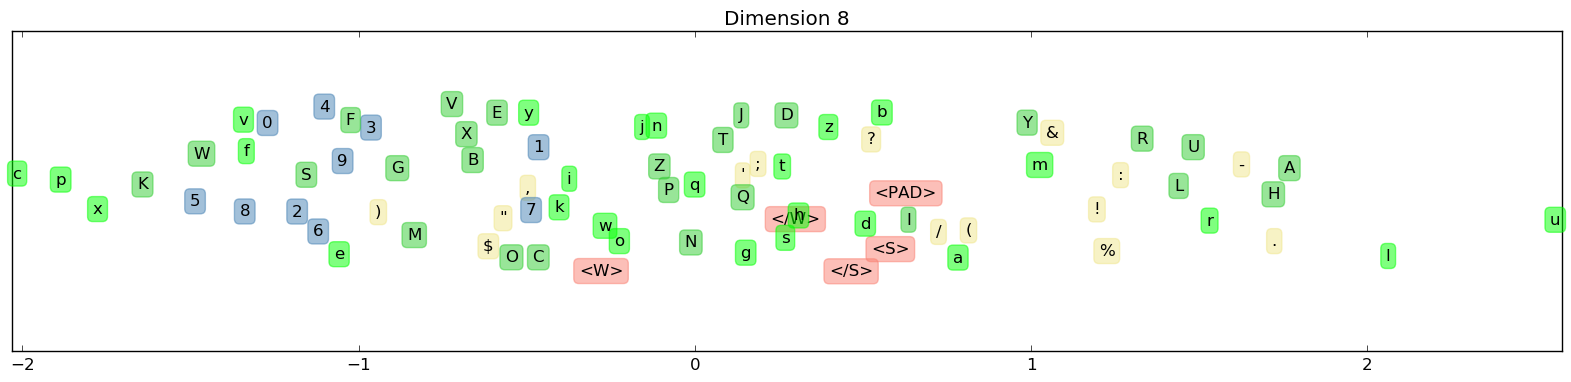 Dimension 8
V 4 E y b
v 0 F 3 j n J D z Y &
W f 9 X B 1 T ? R U
c p K S G i Z P ' ; t m : - A
x 5 8 2 ) , k q Q <PAD> L H
6 M " 7 w o </W> h d I / ( ! r u
e $ O C N g s <S> a % . l
<W> </S>
−2 −1 0 1 2